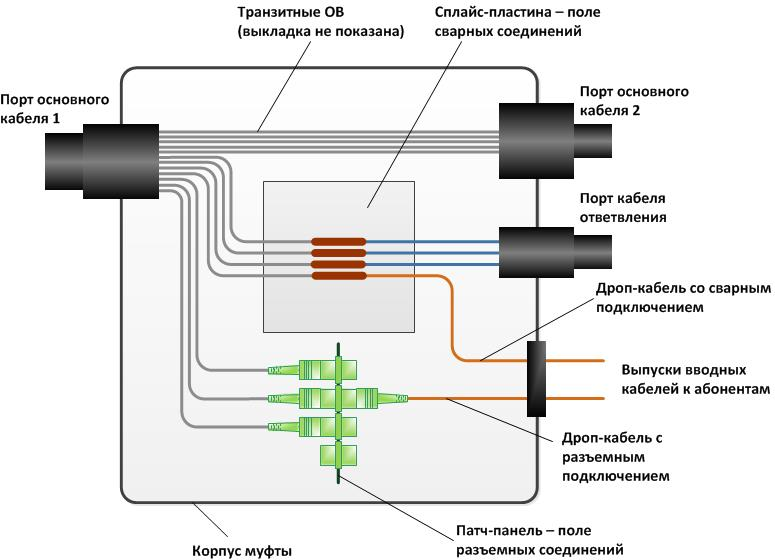 Транзитные ОВ
(выкладка не показана)
Сплайс-пластина – поле
сварных соединений
Порт основного
кабеля 1
Порт основного
кабеля 2
Порт кабеля
ответвления
Дроп-кабель со сварным
подключением
Выпуски вводных
кабелей к абонентам
Дроп-кабель с
разъемным
подключением
Патч-панель – поле
разъемных соединений
Корпус муфты